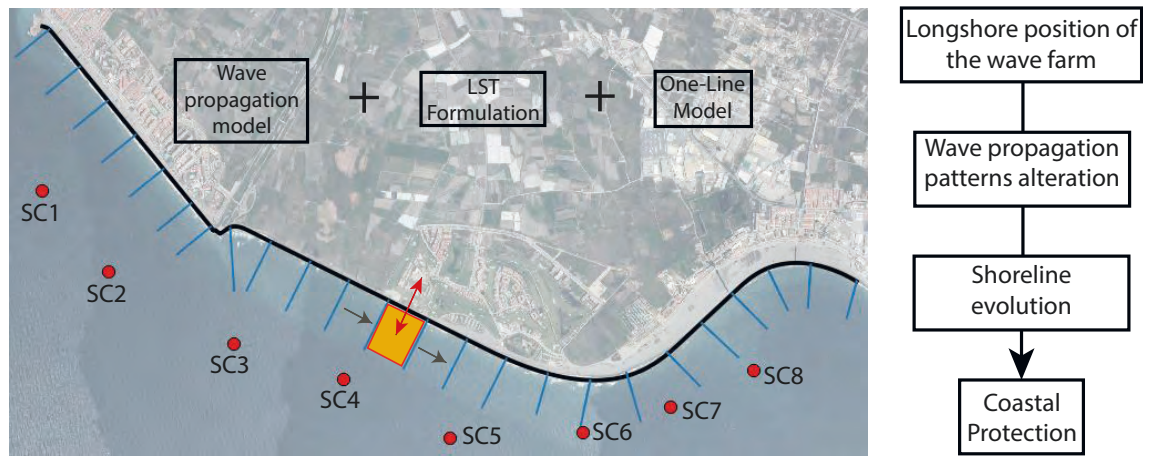 Wave
propagation
model
+
LST
Formulation
+
One-Line
Model
SC1
SC2
SC3
SC4
SC5
SC6
SC7
SC8
Longshore position of
the wave farm
Wave propagation
patterns alteration
Shoreline
evolution
Coastal
Protection